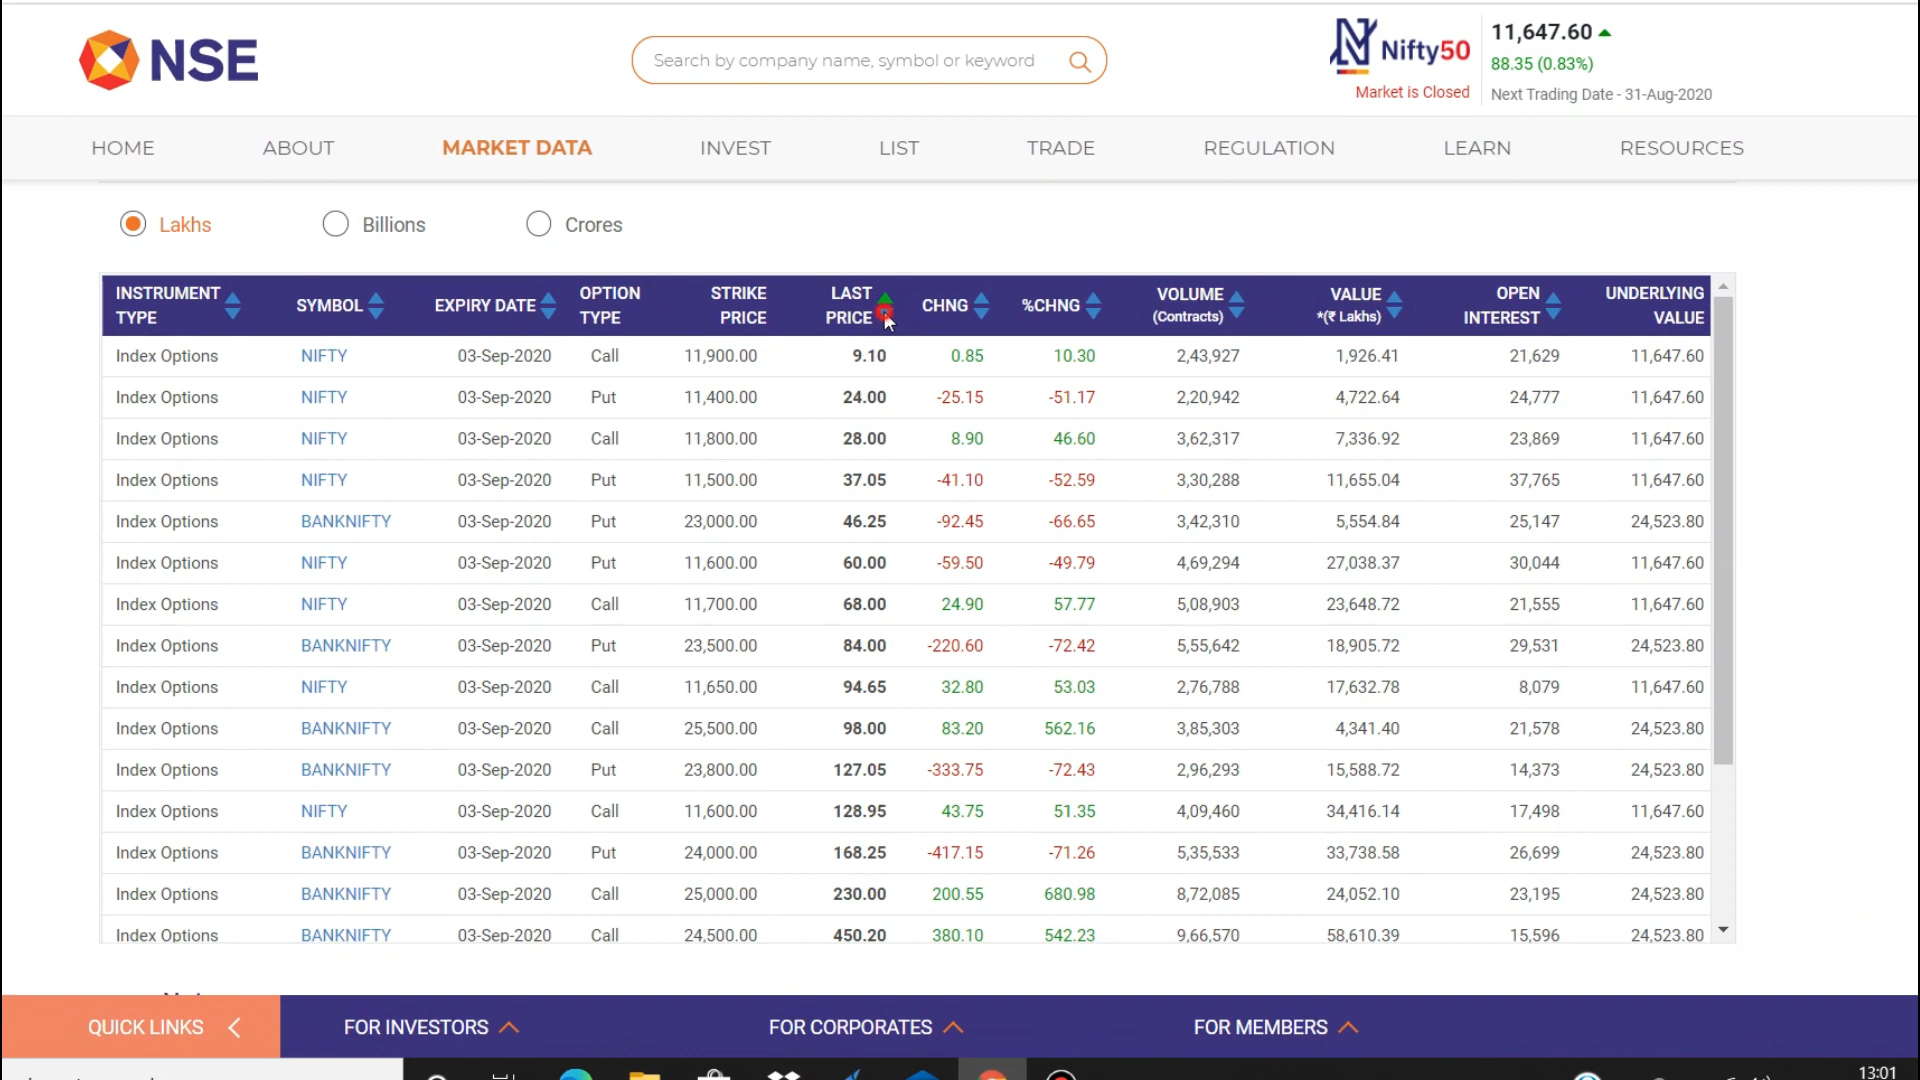 NSE
Search by company name, symbol or keyword
Nifty50
11,647.60
88.35 (0.83%)
Market is Closed
Next Trading Date - 31-Aug-2020
HOME ABOUT MARKET DATA INVEST LIST TRADE REGULATION LEARN RESOURCES
Lakhs Billions Crores
INSTRUMENT TYPE SYMBOL EXPIRY DATE OPTION TYPE STRIKE PRICE LAST PRICE CHNG %CHNG VOLUME (Contracts) VALUE *(₹ Lakhs) OPEN INTEREST UNDERLYING VALUE
Index Options NIFTY 03-Sep-2020 Call 11,900.00 9.10 0.85 10.30 2,43,927 1,926.41 21,629 11,647.60
Index Options NIFTY 03-Sep-2020 Put 11,400.00 24.00 -25.15 -51.17 2,20,942 4,722.64 24,777 11,647.60
Index Options NIFTY 03-Sep-2020 Call 11,800.00 28.00 8.90 46.60 3,62,317 7,336.92 23,869 11,647.60
Index Options NIFTY 03-Sep-2020 Put 11,500.00 37.05 -41.10 -52.59 3,30,288 11,655.04 37,765 11,647.60
Index Options BANKNIFTY 03-Sep-2020 Put 23,000.00 46.25 -92.45 -66.65 3,42,310 5,554.84 25,147 24,523.80
Index Options NIFTY 03-Sep-2020 Put 11,600.00 60.00 -59.50 -49.79 4,69,294 27,038.37 30,044 11,647.60
Index Options NIFTY 03-Sep-2020 Call 11,700.00 68.00 24.90 57.77 5,08,903 23,648.72 21,555 11,647.60
Index Options BANKNIFTY 03-Sep-2020 Put 23,500.00 84.00 -220.60 -72.42 5,55,642 18,905.72 29,531 24,523.80
Index Options NIFTY 03-Sep-2020 Call 11,650.00 94.65 32.80 53.03 2,76,788 17,632.78 8,079 11,647.60
Index Options BANKNIFTY 03-Sep-2020 Call 25,500.00 98.00 83.20 562.16 3,85,303 4,341.40 21,578 24,523.80
Index Options BANKNIFTY 03-Sep-2020 Put 23,800.00 127.05 -333.75 -72.43 2,96,293 15,588.72 14,373 24,523.80
Index Options NIFTY 03-Sep-2020 Call 11,600.00 128.95 43.75 51.35 4,09,460 34,416.14 17,498 11,647.60
Index Options BANKNIFTY 03-Sep-2020 Put 24,000.00 168.25 -417.15 -71.26 5,35,533 33,738.58 26,699 24,523.80
Index Options BANKNIFTY 03-Sep-2020 Call 25,000.00 230.00 200.55 680.98 8,72,085 24,052.10 23,195 24,523.80
Index Options BANKNIFTY 03-Sep-2020 Call 24,500.00 450.20 380.10 542.23 9,66,570 58,610.39 15,596 24,523.80
QUICK LINKS FOR INVESTORS FOR CORPORATES FOR MEMBERS
13:01